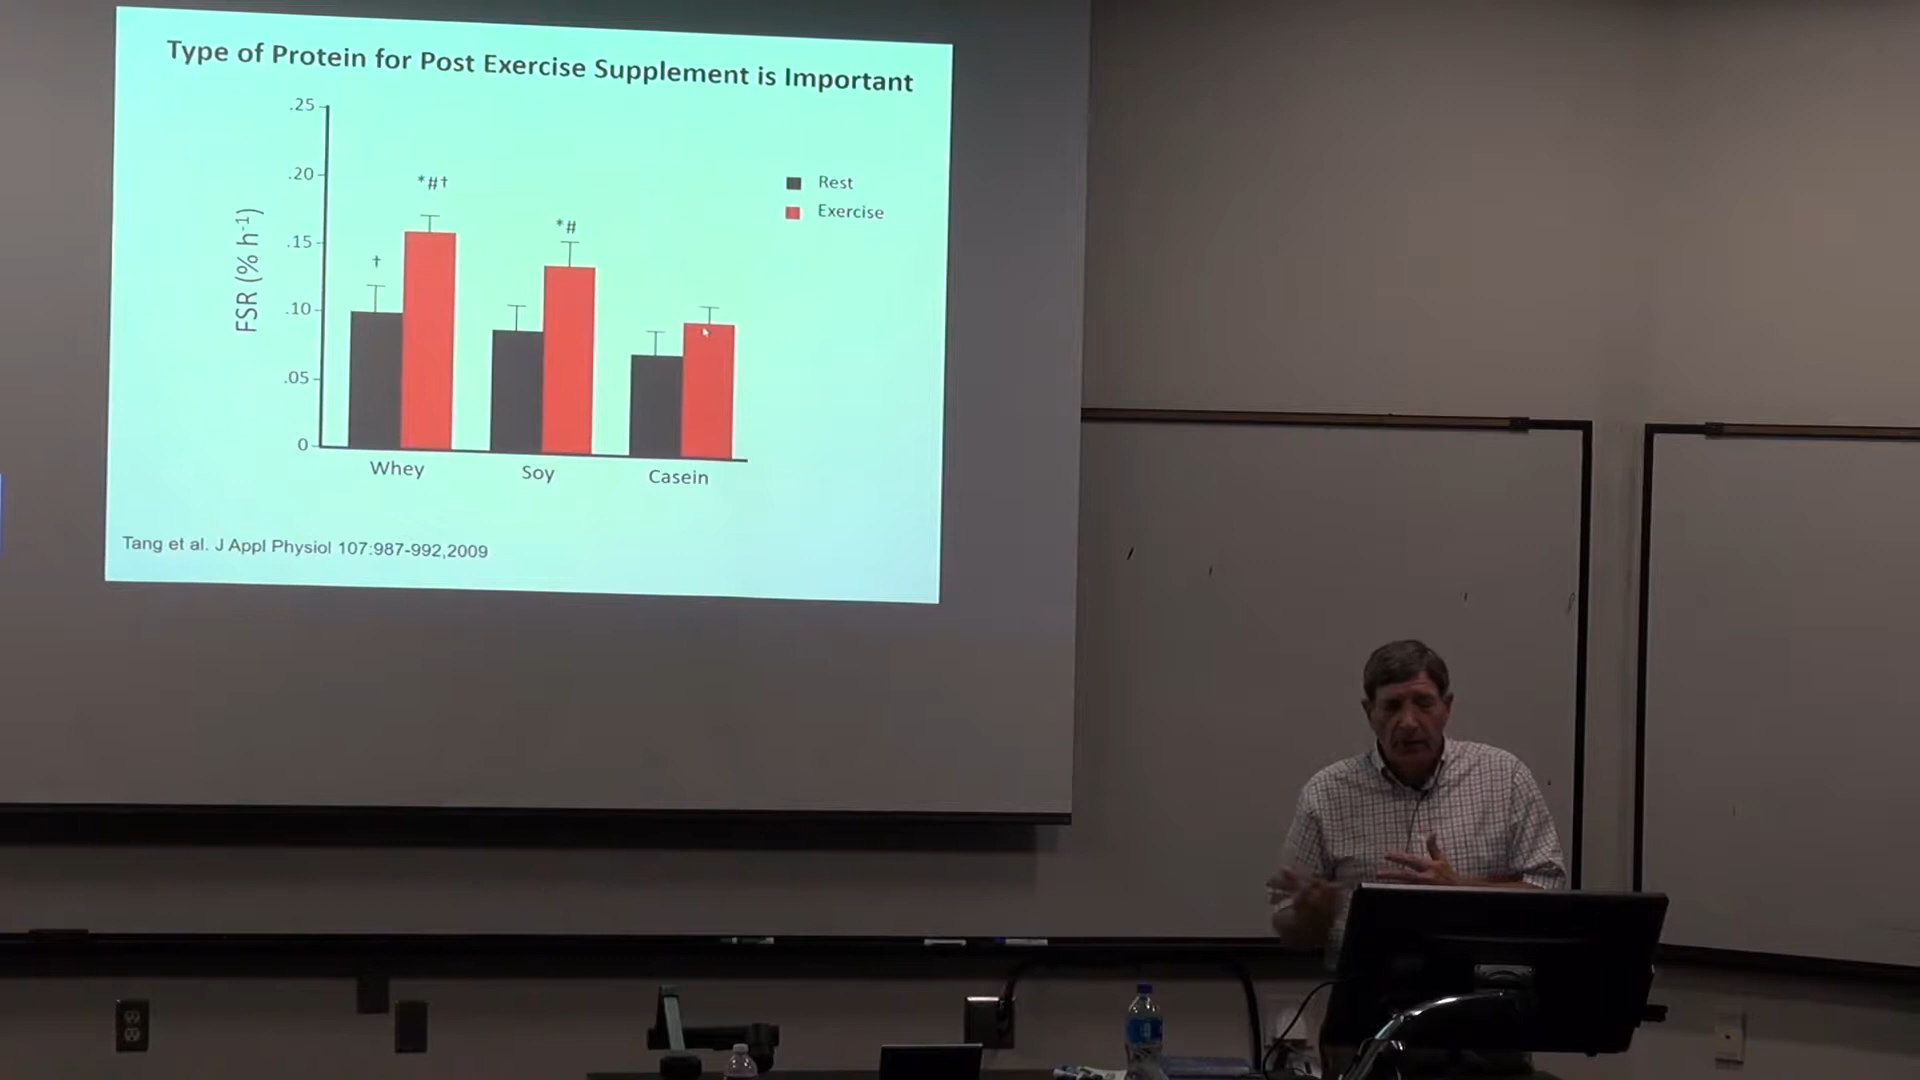 Type of Protein for Post Exercise Supplement is Important
.25
.20
.15
.10
.05
0
FSR (% h-1)
*#†
†
*#
Rest
Exercise
Whey
Soy
Casein
Tang et al. J Appl Physiol 107:987-992,2009